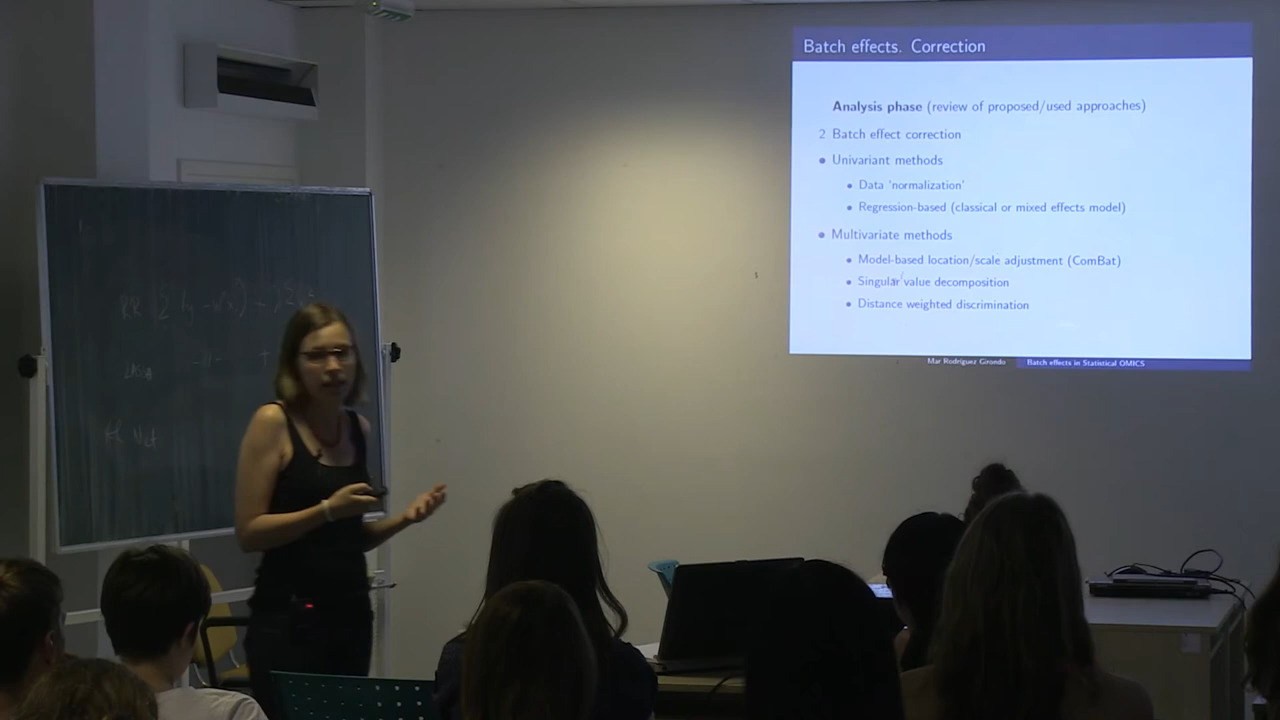 Batch effects. Correction
Analysis phase (review of proposed/used approaches)
2 Batch effect correction
Univariant methods
Data 'normalization'
Regression-based (classical or mixed effects model)
Multivariate methods
Model-based location/scale adjustment (ComBat)
Singular value decomposition
Distance weighted discrimination
Mar Rodríguez Girondo
Batch effects in Statistical OMICS
RR
Net